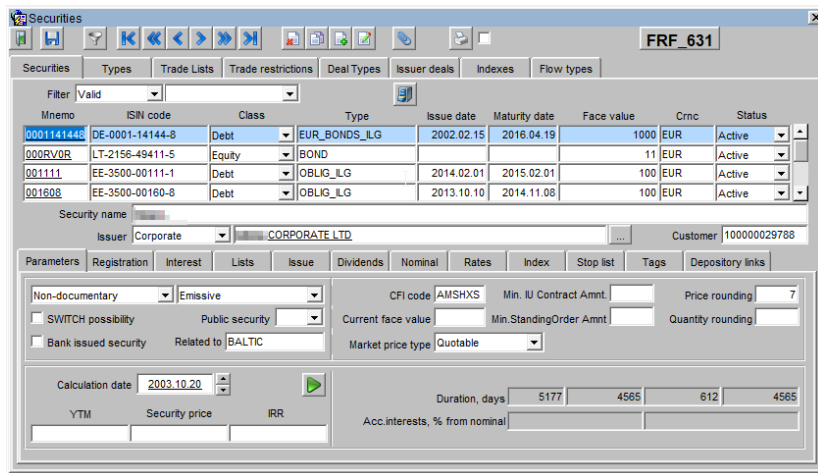 Securities
FRF_631
Securities Types Trade Lists Trade restrictions Deal Types Issuer deals Indexes Flow types
Filter Valid
Mnemo ISIN code Class Type Issue date Maturity date Face value Crnc Status
0001141448 DE-0001-14144-8 Debt EUR_BONDS_ILG 2002.02.15 2016.04.19 1000 EUR Active
000RV0R LT-2156-49411-5 Equity BOND 11 EUR Active
001111 EE-3500-00111-1 Debt OBLIG_ILG 2014.02.01 2015.02.01 100 EUR Active
001608 EE-3500-00160-8 Debt OBLIG_ILG 2013.10.10 2014.11.08 100 EUR Active
Security name
Issuer Corporate CORPORATE LTD ... Customer 100000029788
Parameters Registration Interest Lists Issue Dividends Nominal Rates Index Stop list Tags Depository links
Non-documentary Emissive CFI code AMSHXS Min. IU Contract Amnt. Price rounding 7
SWITCH possibility Public security Current face value Min.StandingOrder Amnt Quantity rounding
Bank issued security Related to BALTIC Market price type Quotable
Calculation date 2003.10.20 Duration, days 5177 4565 612 4565
YTM Security price IRR Acc.interests, % from nominal